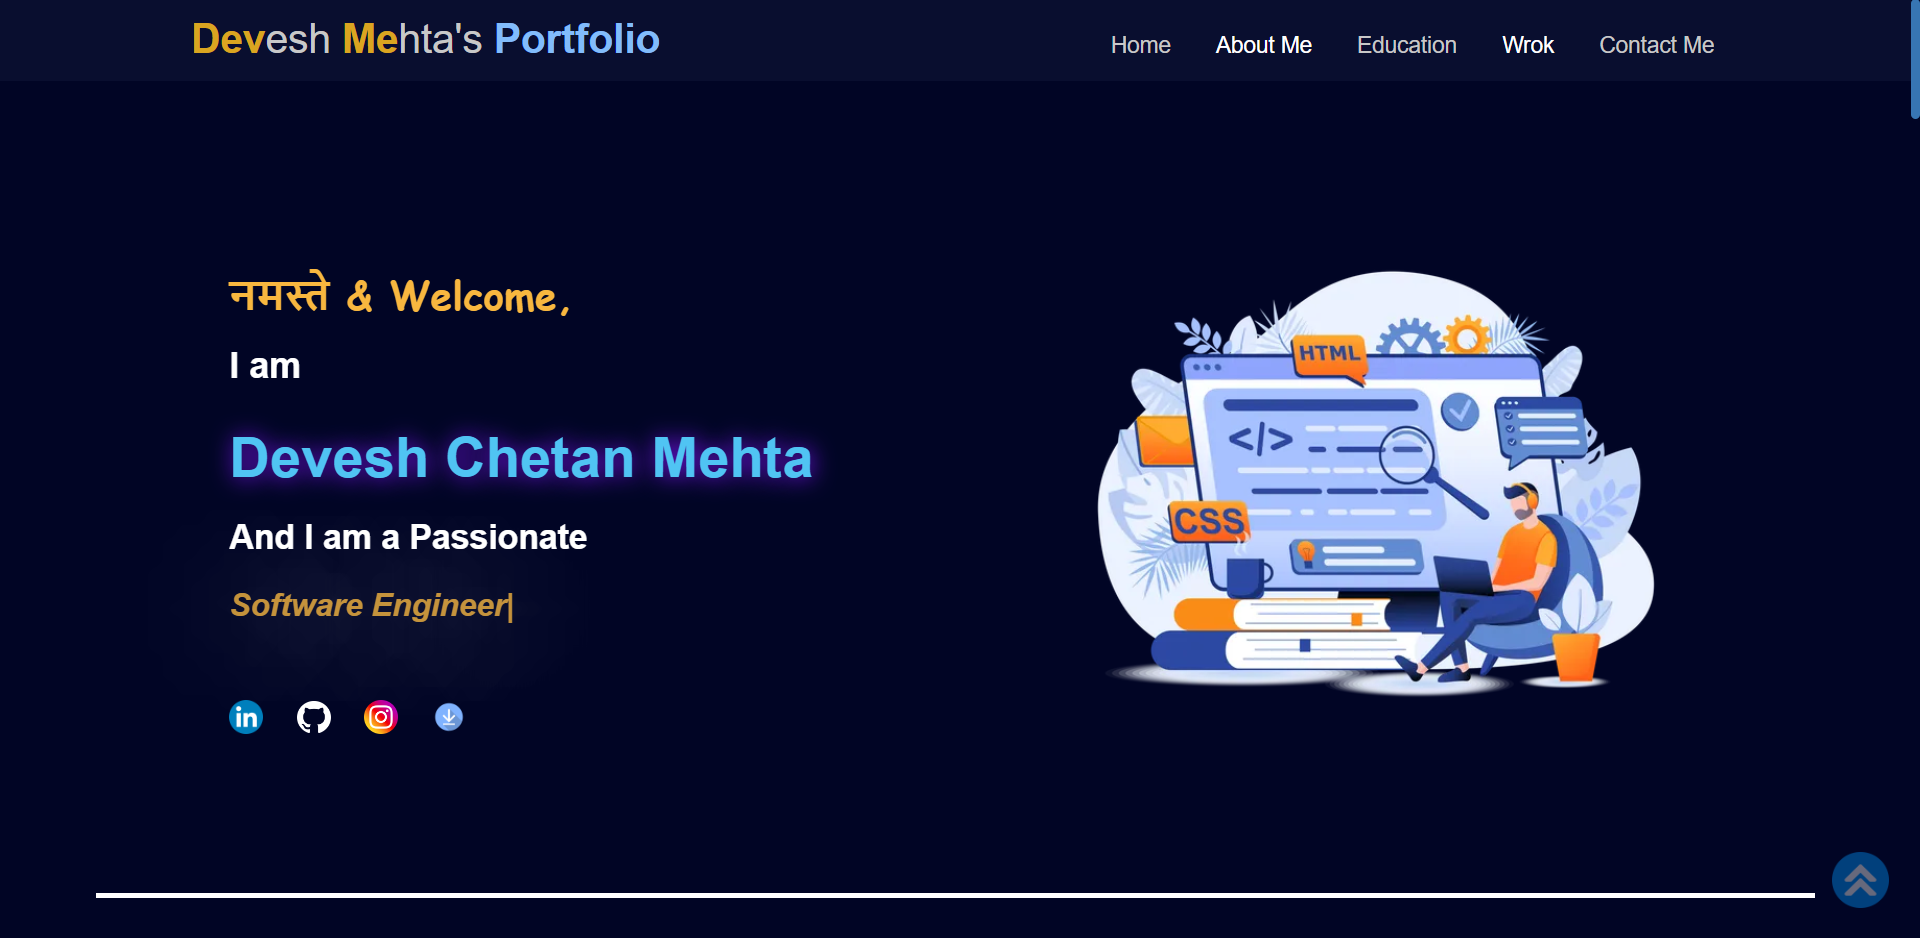 Devesh Mehta's Portfolio
Home About Me Education Wrok Contact Me
नमस्ते & Welcome,
I am
Devesh Chetan Mehta
And I am a Passionate
Software Engineer|
in
HTML
</>
CSS